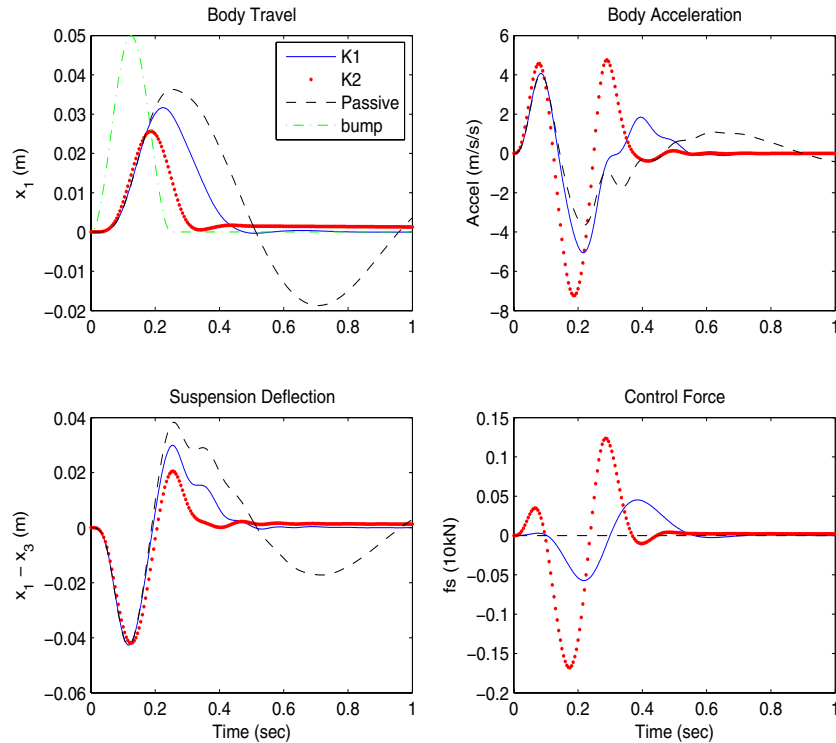 Body Travel
0.05
0.04
0.03
0.02
0.01
0
−0.01
−0.02
x1 (m)
0 0.2 0.4 0.6 0.8 1
K1
K2
Passive
bump
Body Acceleration
6
4
2
0
−2
−4
−6
−8
Accel (m/s/s)
0 0.2 0.4 0.6 0.8 1
Suspension Deflection
0.04
0.02
0
−0.02
−0.04
−0.06
x1 − x3 (m)
0 0.2 0.4 0.6 0.8 1
Time (sec)
Control Force
0.15
0.1
0.05
0
−0.05
−0.1
−0.15
−0.2
fs (10kN)
0 0.2 0.4 0.6 0.8 1
Time (sec)